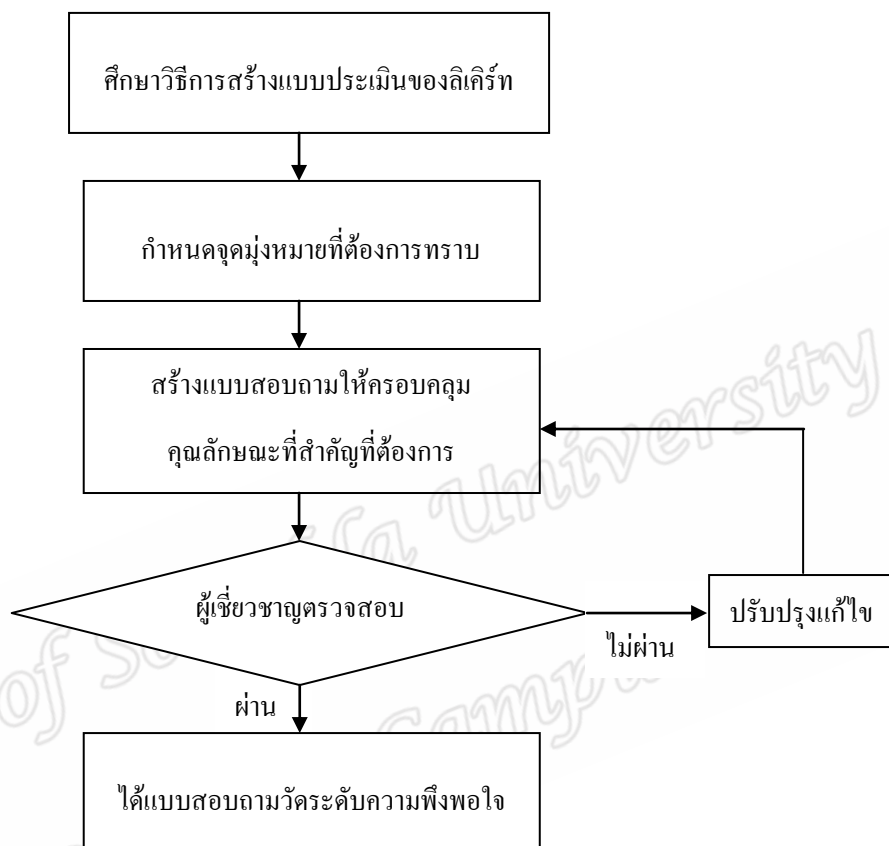 ศึกษาวิธีการสร้างแบบประเมินของลิเคิร์ท
กำหนดจุดมุ่งหมายที่ต้องการทราบ
สร้างแบบสอบถามให้ครอบคลุม
คุณลักษณะที่สำคัญที่ต้องการ
ผู้เชี่ยวชาญตรวจสอบ
ปรับปรุงแก้ไข
ไม่ผ่าน
ผ่าน
ได้แบบสอบถามวัดระดับความพึงพอใจ
University
of